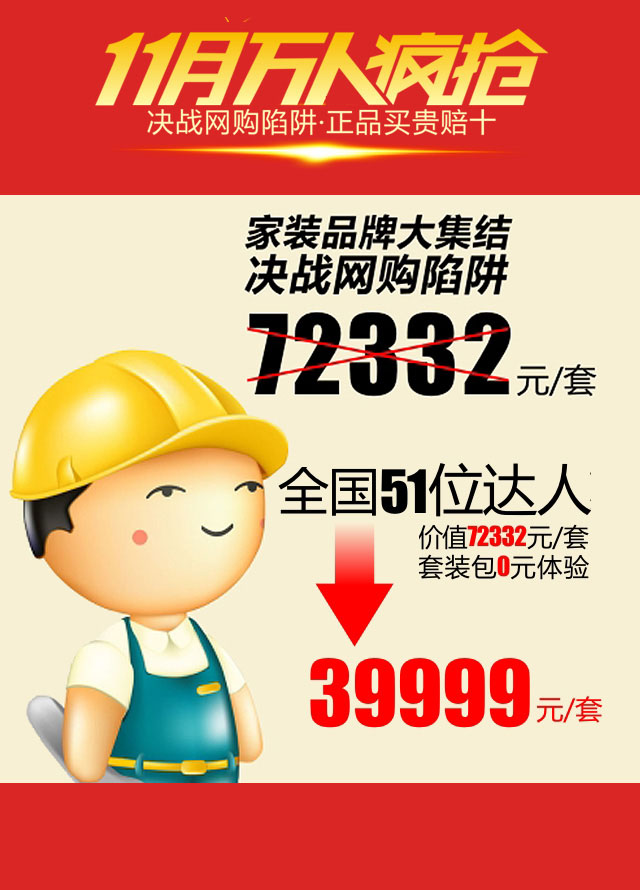 11月万人疯抢
决战网购陷阱·正品买贵赔十
家装品牌大集结
决战网购陷阱
72332元/套
全国51位达人
价值72332元/套
套装包0元体验
39999元/套